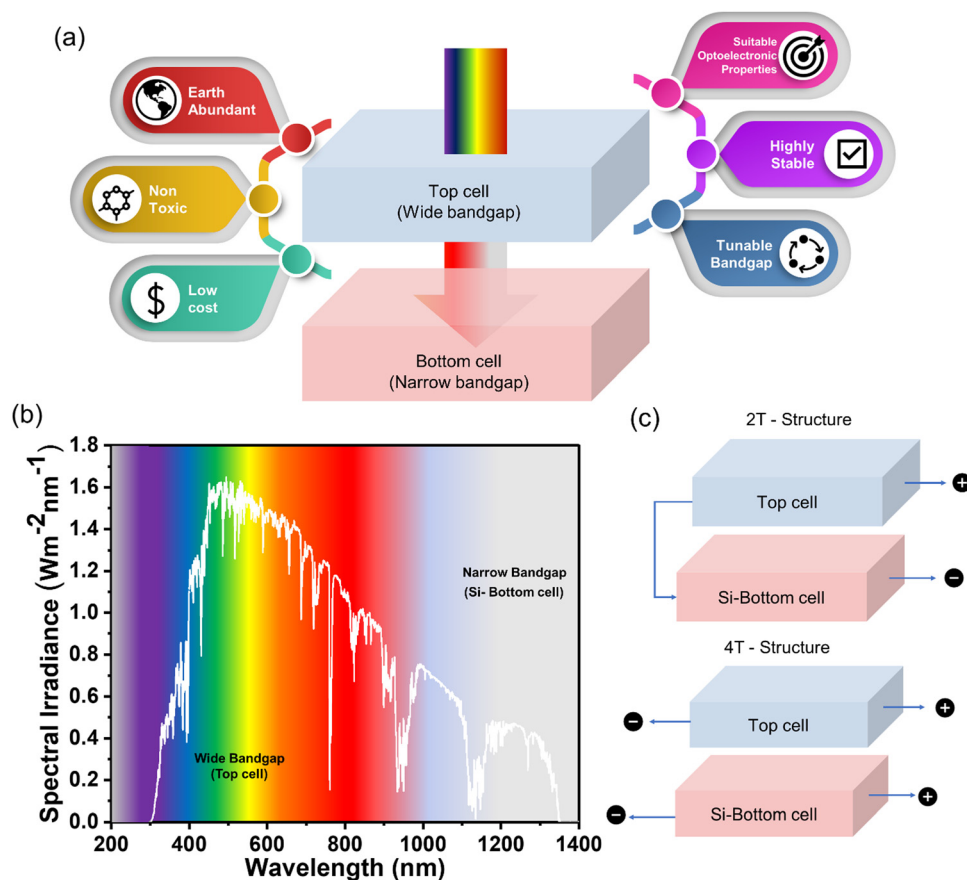 (a)
Earth
Abundant
Non
Toxic
Low
cost
$
Top cell
(Wide bandgap)
Bottom cell
(Narrow bandgap)
Suitable
Optoelectronic
Properties
Highly
Stable
Tunable
Bandgap
(b)
Spectral Irradiance (Wm-2nm-1)
1.8
1.6
1.4
1.2
1.0
0.8
0.6
0.4
0.2
0.0
Narrow Bandgap
(Si- Bottom cell)
Wide Bandgap
(Top cell)
200 400 600 800 1000 1200 1400
Wavelength (nm)
(c)
2T - Structure
Top cell
+
Si-Bottom cell
−
4T - Structure
Top cell
−
+
Si-Bottom cell
−
+